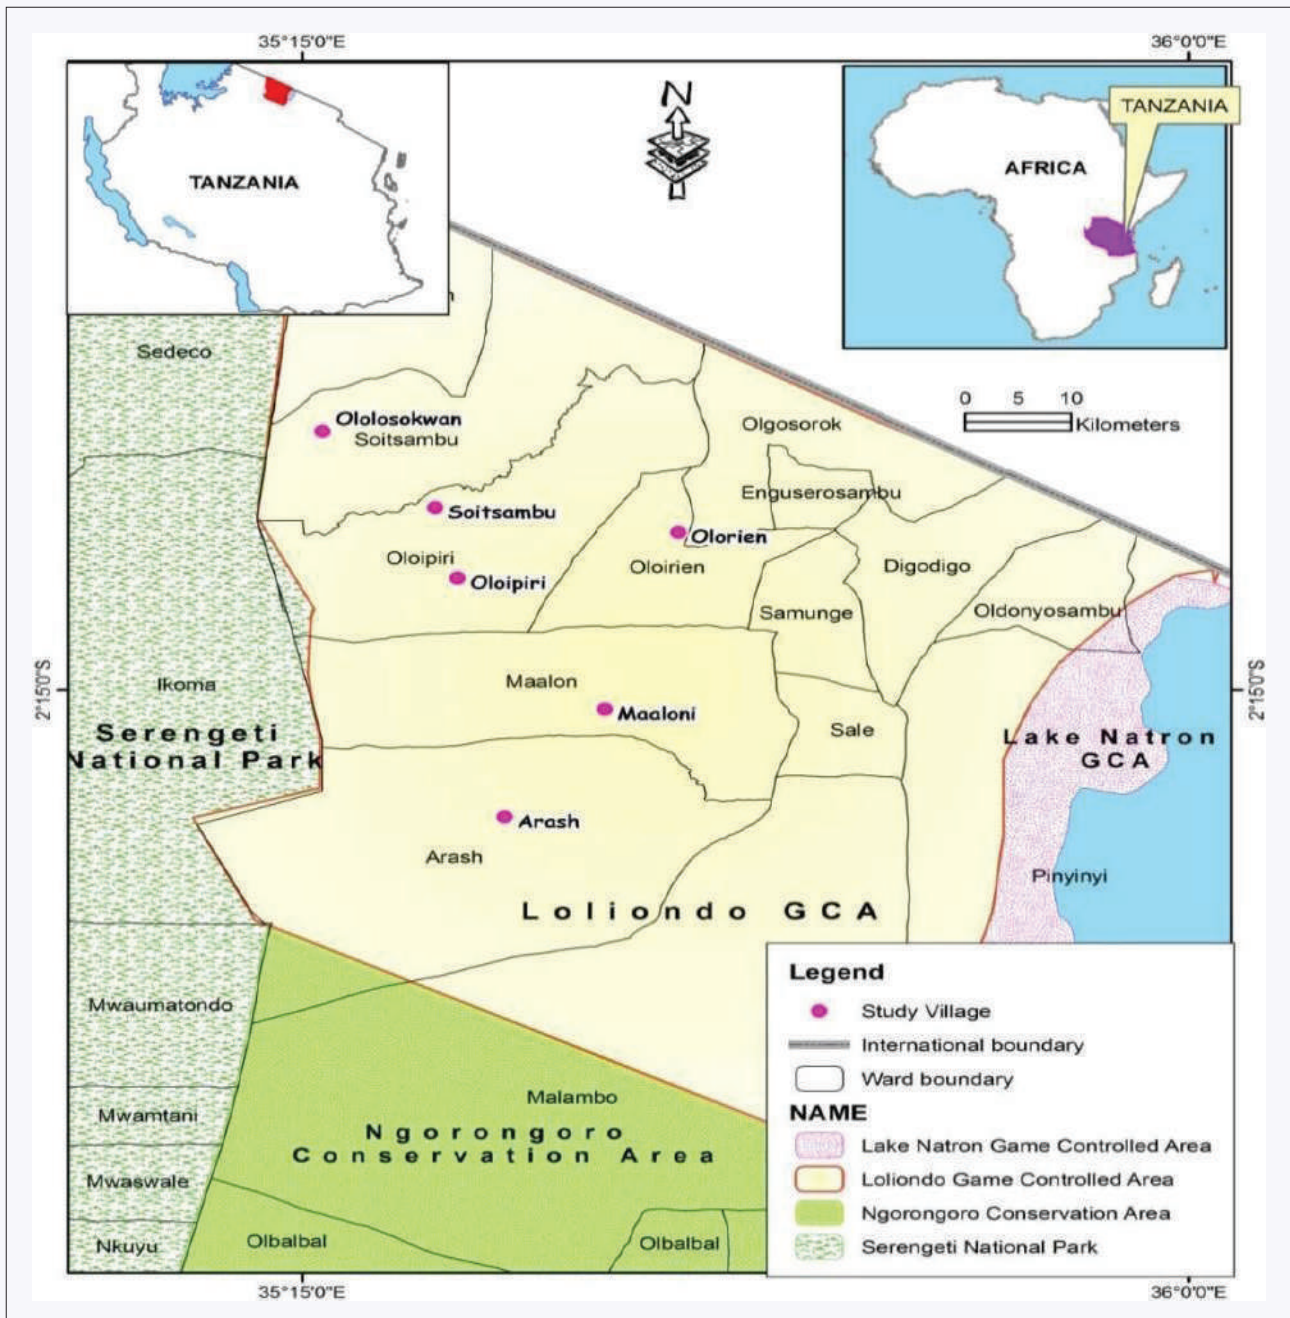 35°15'0"E
36°0'0"E
TANZANIA
N
AFRICA
TANZANIA
Sedeco
0 5 10
Kilometers
Ololosokwan
Soitsambu
Olgosorok
Enguserosambu
Soitsambu
Olorien
Oloipiri
Oloirien
Digodigo
Oloipiri
Samunge
Oldonyosambu
2°15'0"S
Ikoma
Maalon
2°15'0"S
Maaloni
Serengeti
National Park
Sale
Lake Natron
GCA
Arash
Arash
Pinyinyi
Loliondo GCA
Mwaumatondo
Malambo
Ngorongoro
Conservation Area
Mwamtani
Mwaswale
Nkuyu
Olbalbal
Olbalbal
Legend
Study Village
International boundary
Ward boundary
NAME
Lake Natron Game Controlled Area
Loliondo Game Controlled Area
Ngorongoro Conservation Area
Serengeti National Park
35°15'0"E
36°0'0"E